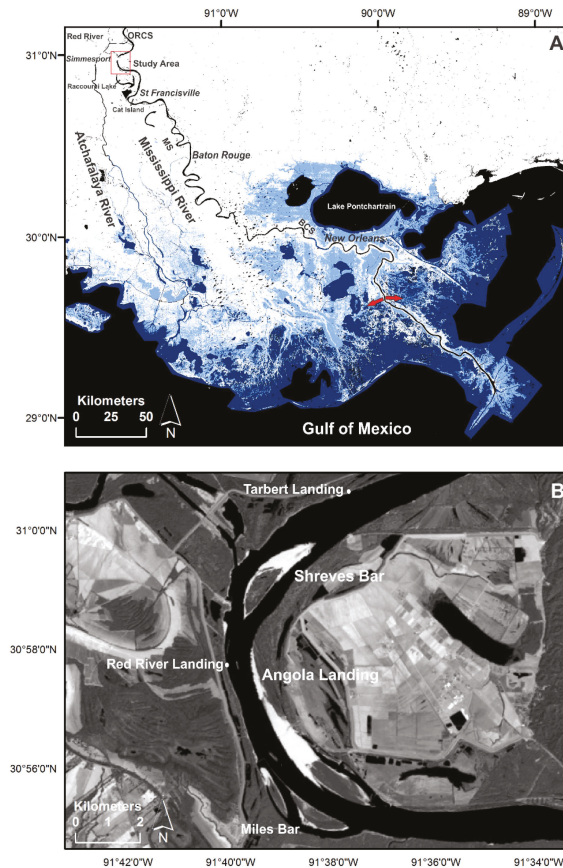 91°0'W
90°0'W
89°0'W
A
Red River
ORCS
31°0'N
Simmesport
Study Area
Raccourci Lake
St Francisville
Cat Island
MS
Atchafalaya River
Mississippi River
Baton Rouge
Lake Pontchartrain
30°0'N
BCS
New Orleans
Kilometers
0 25 50
N
29°0'N
Gulf of Mexico
B
Tarbert Landing
31°0'0"N
Shreves Bar
30°58'0"N
Red River Landing
Angola Landing
30°56'0"N
Kilometers
0 1 2
N
Miles Bar
91°42'0"W
91°40'0"W
91°38'0"W
91°36'0"W
91°34'0"W